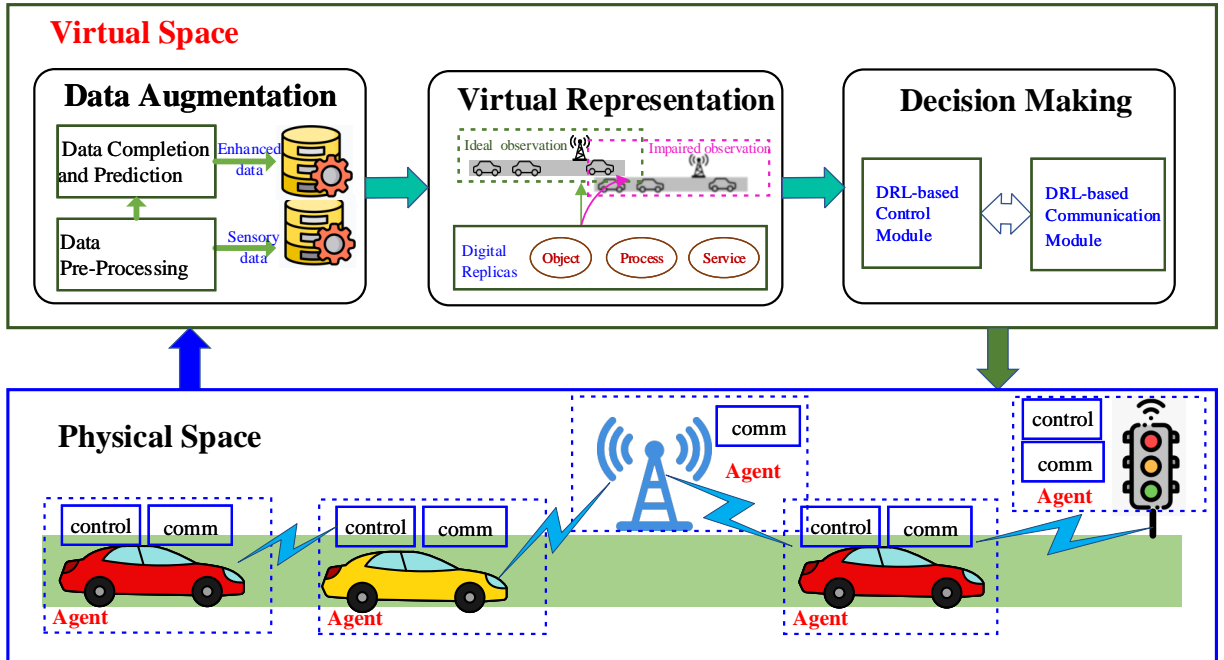 Virtual Space
Data Augmentation
Data Completion
and Prediction
Enhanced
data
Data
Pre-Processing
Sensory
data
Virtual Representation
Ideal observation
Impaired observation
Digital
Replicas
Object
Process
Service
Decision Making
DRL-based
Control
Module
DRL-based
Communication
Module
Physical Space
control
comm
Agent
control
comm
Agent
comm
Agent
control
comm
Agent
control
comm
Agent